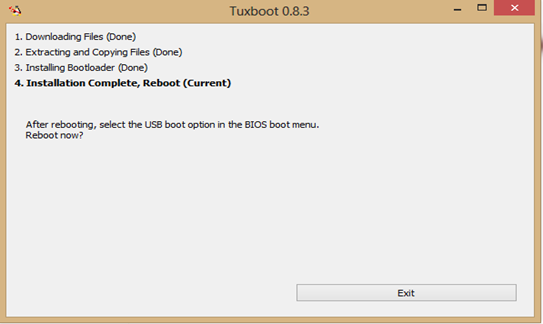 Tuxboot 0.8.3
1. Downloading Files (Done)
2. Extracting and Copying Files (Done)
3. Installing Bootloader (Done)
4. Installation Complete, Reboot (Current)
After rebooting, select the USB boot option in the BIOS boot menu.
Reboot now?
Exit